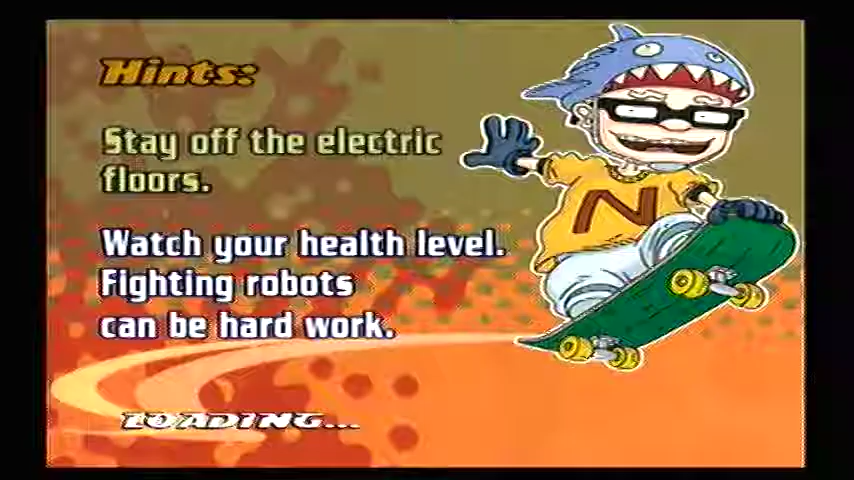 Hints:
Stay off the electric
floors.
Watch your health level.
Fighting robots
can be hard work.
N
LOADING...